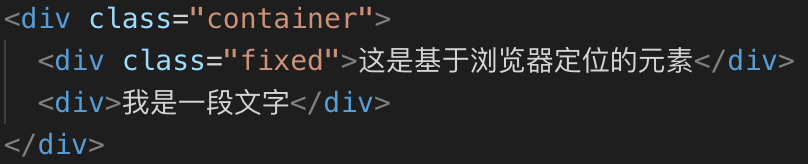 <div class="container">
<div class="fixed">这是基于浏览器定位的元素</div>
<div>我是一段文字</div>
</div>